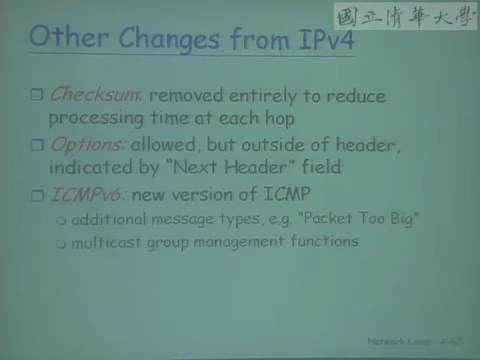 國立清華大學
Other Changes from IPv4
Checksum: removed entirely to reduce
processing time at each hop
Options: allowed, but outside of header,
indicated by "Next Header" field
ICMPv6: new version of ICMP
additional message types, e.g. "Packet Too Big"
multicast group management functions
Network Layer